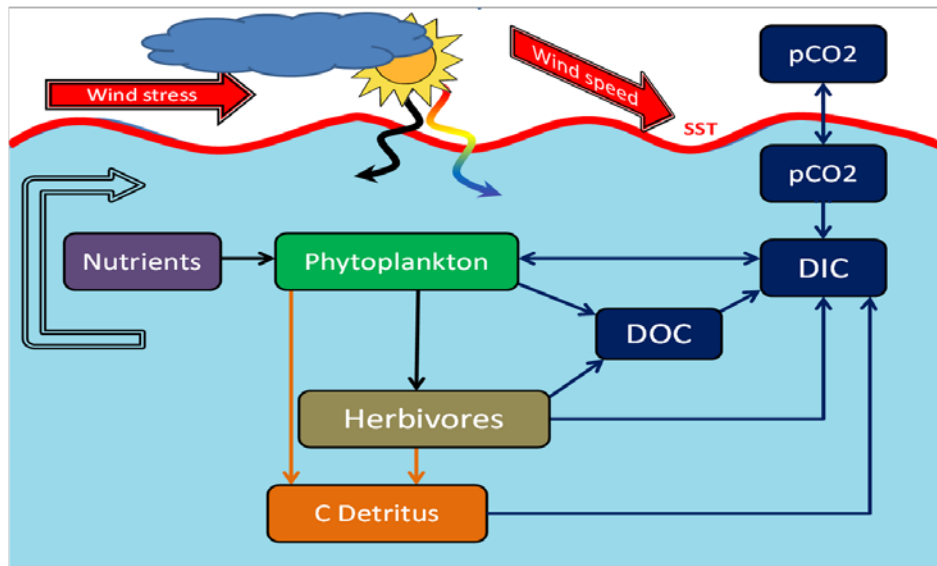 Wind stress
Wind speed
pCO2
SST
pCO2
Nutrients
Phytoplankton
DIC
DOC
Herbivores
C Detritus